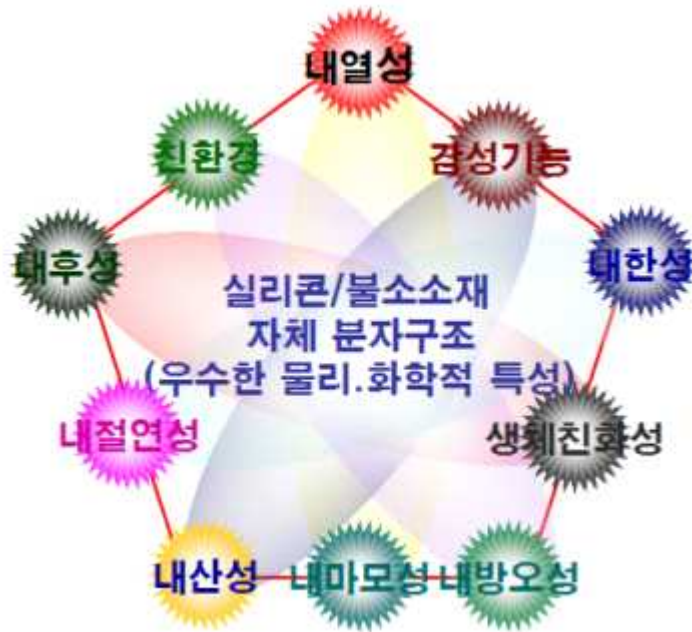 내열성
친환경
감성기능
내후성
내한성
실리콘/불소소재
자체 분자구조
(우수한 물리.화학적 특성)
내절연성
생체친화성
내산성
내마모성
내방오성